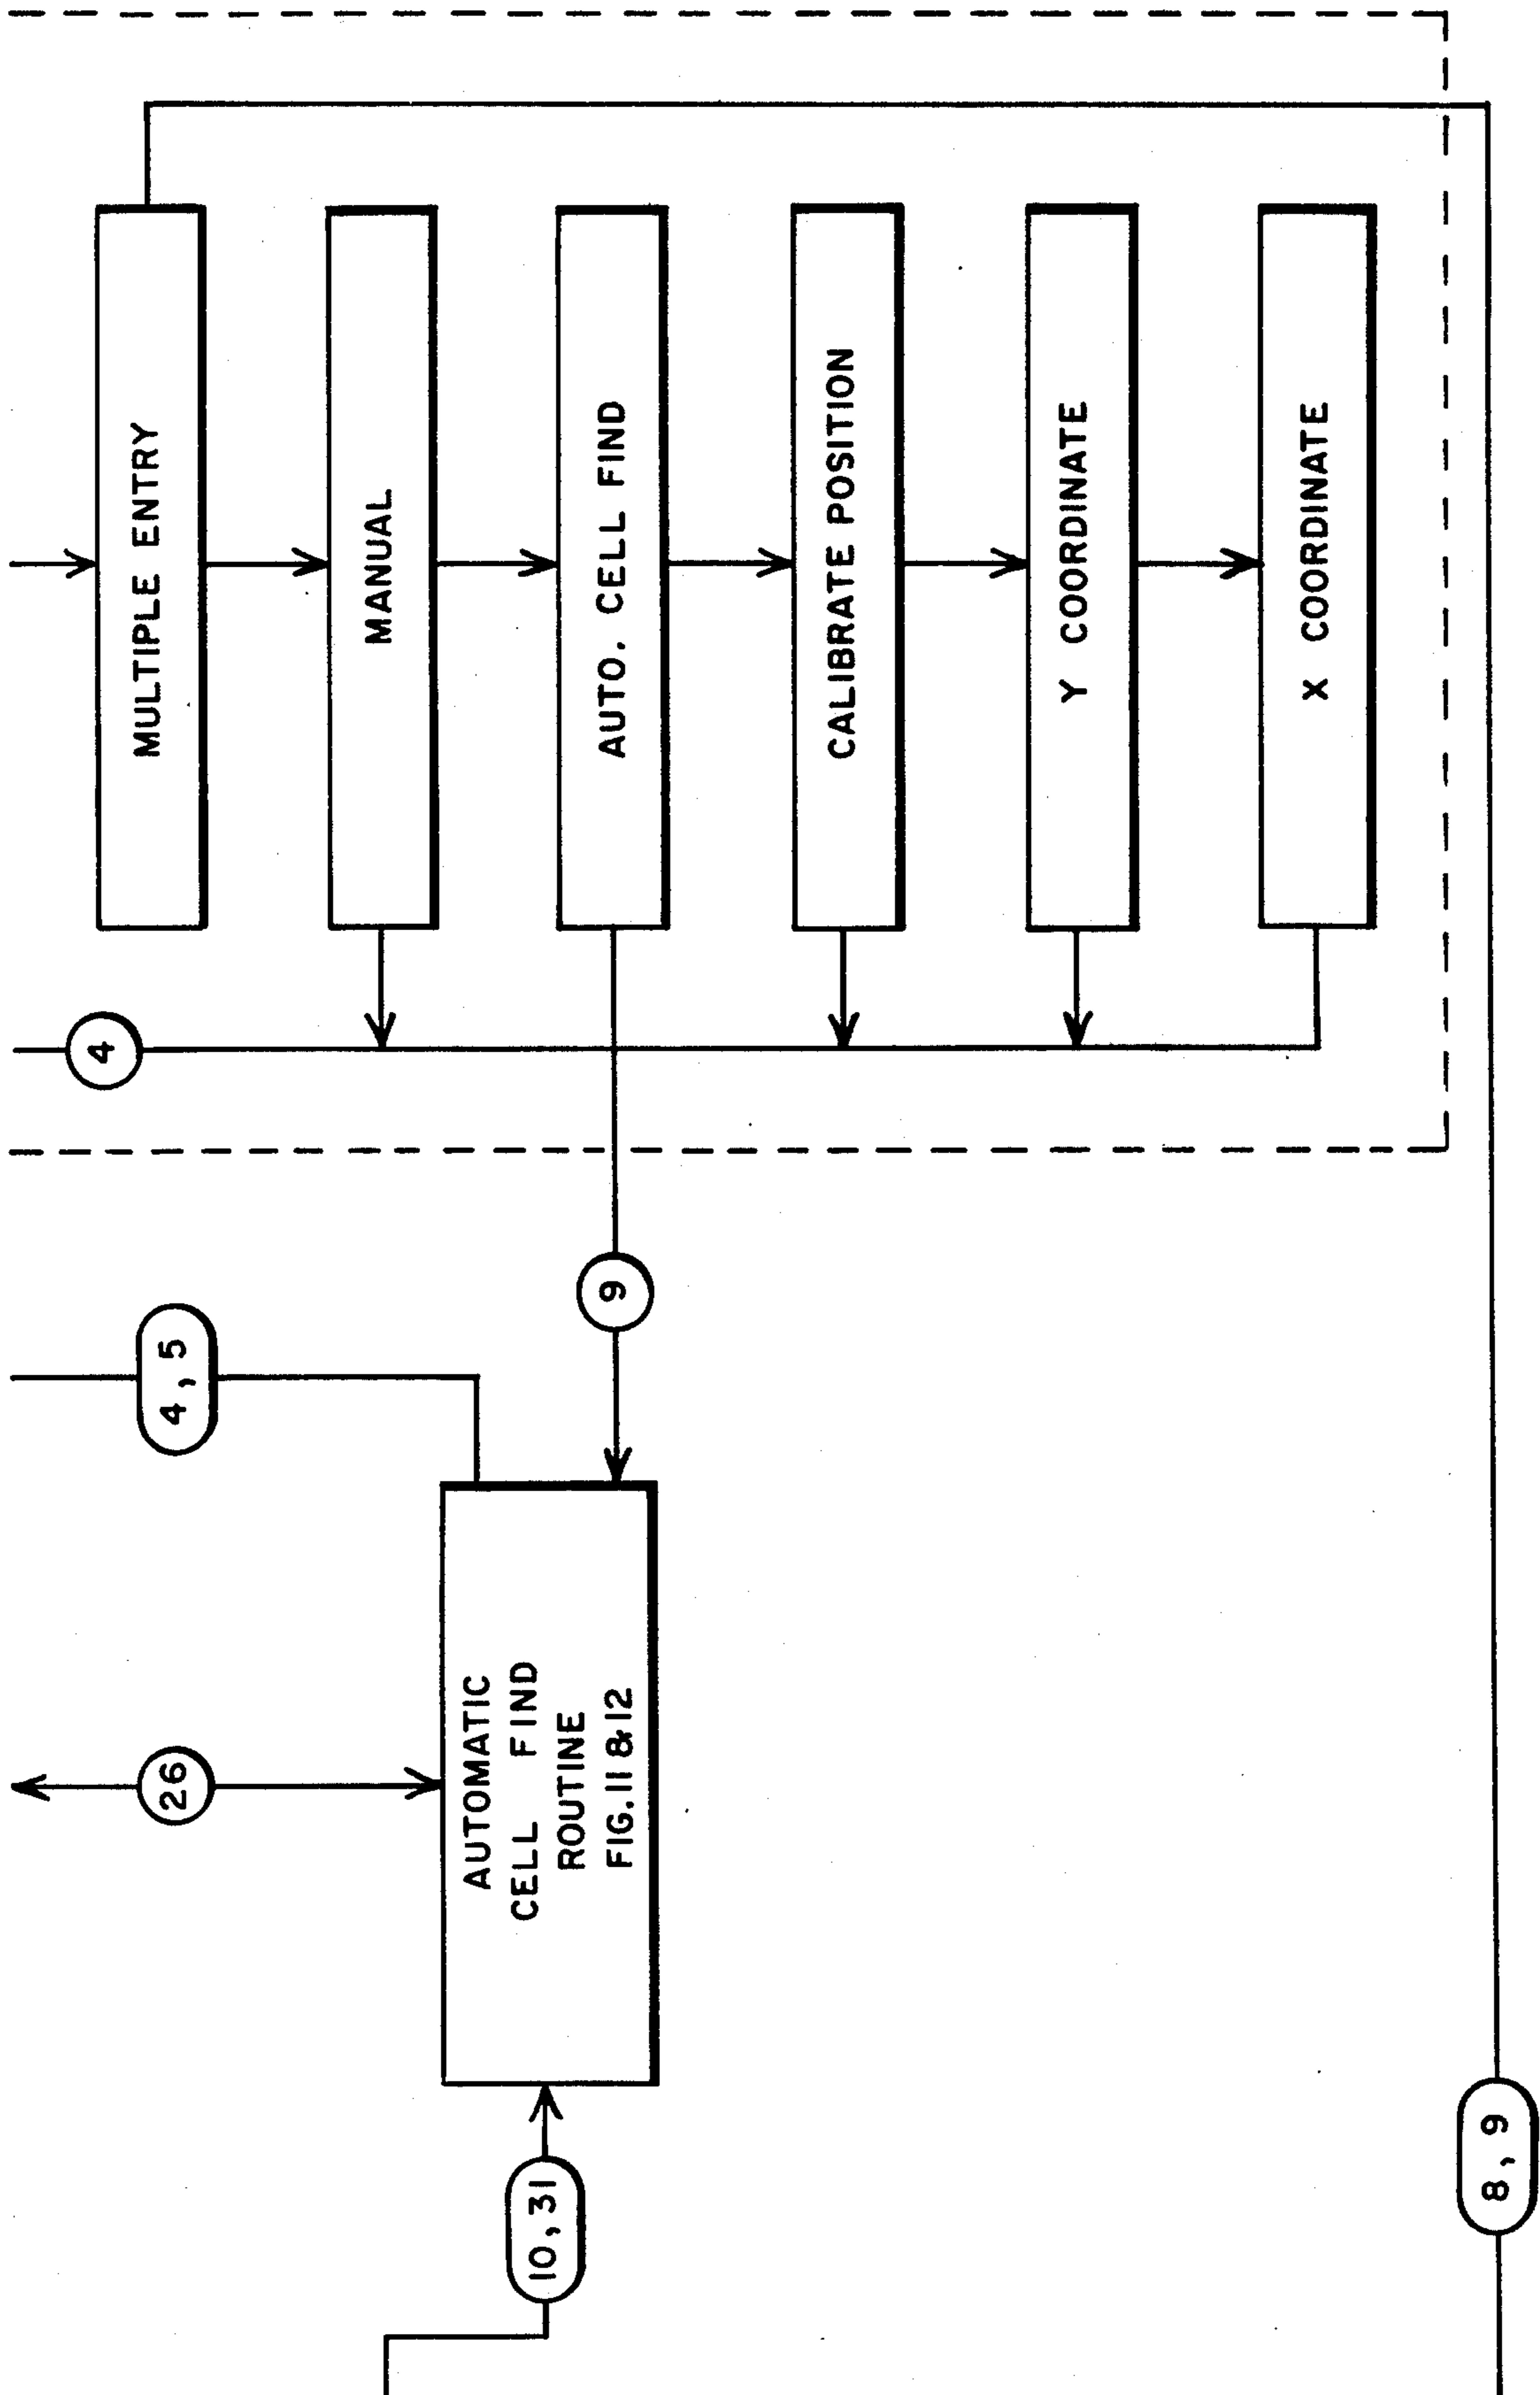 MULTIPLE ENTRY
MANUAL
AUTO. CELL FIND
CALIBRATE POSITION
Y COORDINATE
X COORDINATE
4
4, 5
9
26
AUTOMATIC
CELL FIND
ROUTINE
FIG. 11 & 12
10, 31
8, 9